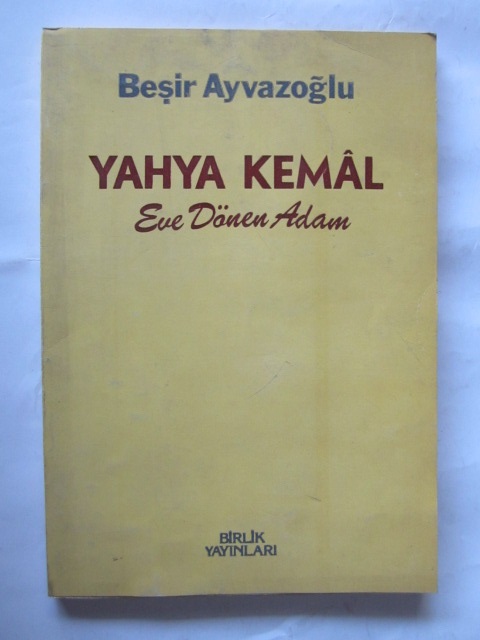 Beşir Ayvazoğlu
YAHYA KEMÂL
Eve Dönen Adam
BİRLİK
YAYINLARI